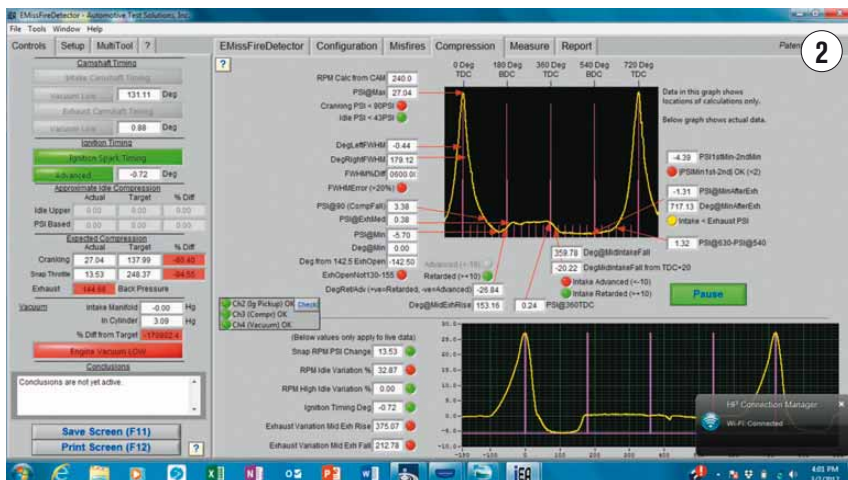 EMissFireDetector - Automotive Test Solutions, Inc.
File Tools Window Help
Controls Setup MultiTool ?
EMissFireDetector Configuration Misfires Compression Measure Report
2
Camshaft Timing
Intake Camshaft Timing
Vacuum Low 131.11 Deg
Exhaust Camshaft Timing
Vacuum Low 0.88 Deg
Ignition Timing
Ignition Spark Timing
Advanced -0.72 Deg
Approximate Idle Compression
Actual Target % Diff
Idle Upper 0.00 0.00 0.00
PSI Based 0.00 0.00 0.00
Expected Compression
Actual Target % Diff
Cranking 27.04 137.99 -80.40
Snap Throttle 13.53 248.37 -94.55
Exhaust 144.68 Back Pressure
Vacuum Intake Manifold -0.00 Hg
In Cylinder 3.09 Hg
% Diff from Target
Engine Vacuum LOW
Conclusions
Conclusions are not yet active.
Save Screen (F11)
Print Screen (F12) ?
?
0 Deg 180 Deg 360 Deg 540 Deg 720 Deg
TDC BDC TDC BDC TDC
RPM Calc from CAM 240.0
PSI@Max 27.04
Cranking PSI < 90PSI
Idle PSI < 43PSI
DegLeftFWHM -0.44
DegRightFWHM 179.12
FWHM%Diff 0600.00
FWHMError (+20%)
PSI@90 (CompFall) 3.38
PSI@ExhMed 0.38
PSI@Min -5.70
Deg@Min 0.00
Deg from 142.5 ExhOpen -142.50
ExhOpenNot130-155
Advanced (<-10)
Retarded (>+10)
DegRet/Adv (+ve=Retarded, -ve=Advanced) -26.84
Deg@MidExhRise 153.16 0.24 PSI@360TDC
Data in this graph shows
locations of calculations only.
Below graph shows actual data.
-4.39 PSI1stMin-2ndMin
|PSIMin1st-2nd| OK (<2)
-1.31 PSI@MinAfterExh
717.13 Deg@MinAfterExh
Intake < Exhaust PSI
1.32 PSI@630-PSI@540
359.78 Deg@MidIntakeFall
-20.22 DegMidIntakeFall from TDC+20
Intake Advanced (<-10)
Intake Retarded (>+10)
Pause
Ch2 (Ig Pickup) OK Check
Ch3 (Compr) OK
Ch4 (Vacuum) OK
(Below values only apply to live data)
Snap RPM PSI Change 13.53
RPM Idle Variation % 32.87
RPM High Idle Variation % 0.00
Ignition Timing Deg -0.72
Exhaust Variation Mid Exh Rise 375.07
Exhaust Variation Mid Exh Fall 212.78
HP Connection Manager
Wi-Fi: Connected
4:01 PM